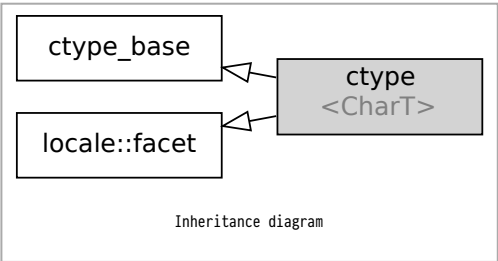 ctype_base
ctype
<CharT>
locale::facet
Inheritance diagram